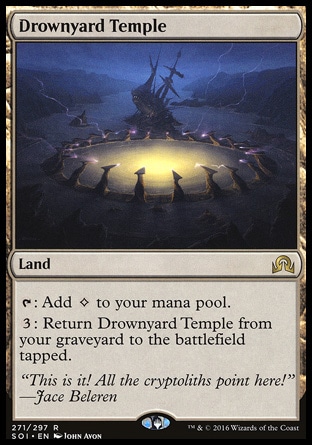 Drownyard Temple
Land
: Add to your mana pool.
3: Return Drownyard Temple from
your graveyard to the battlefield
tapped.
“This is it! All the cryptoliths point here!”
—Jace Beleren
271/297 R
SOI • EN John Avon
™ & © 2016 Wizards of the Coast